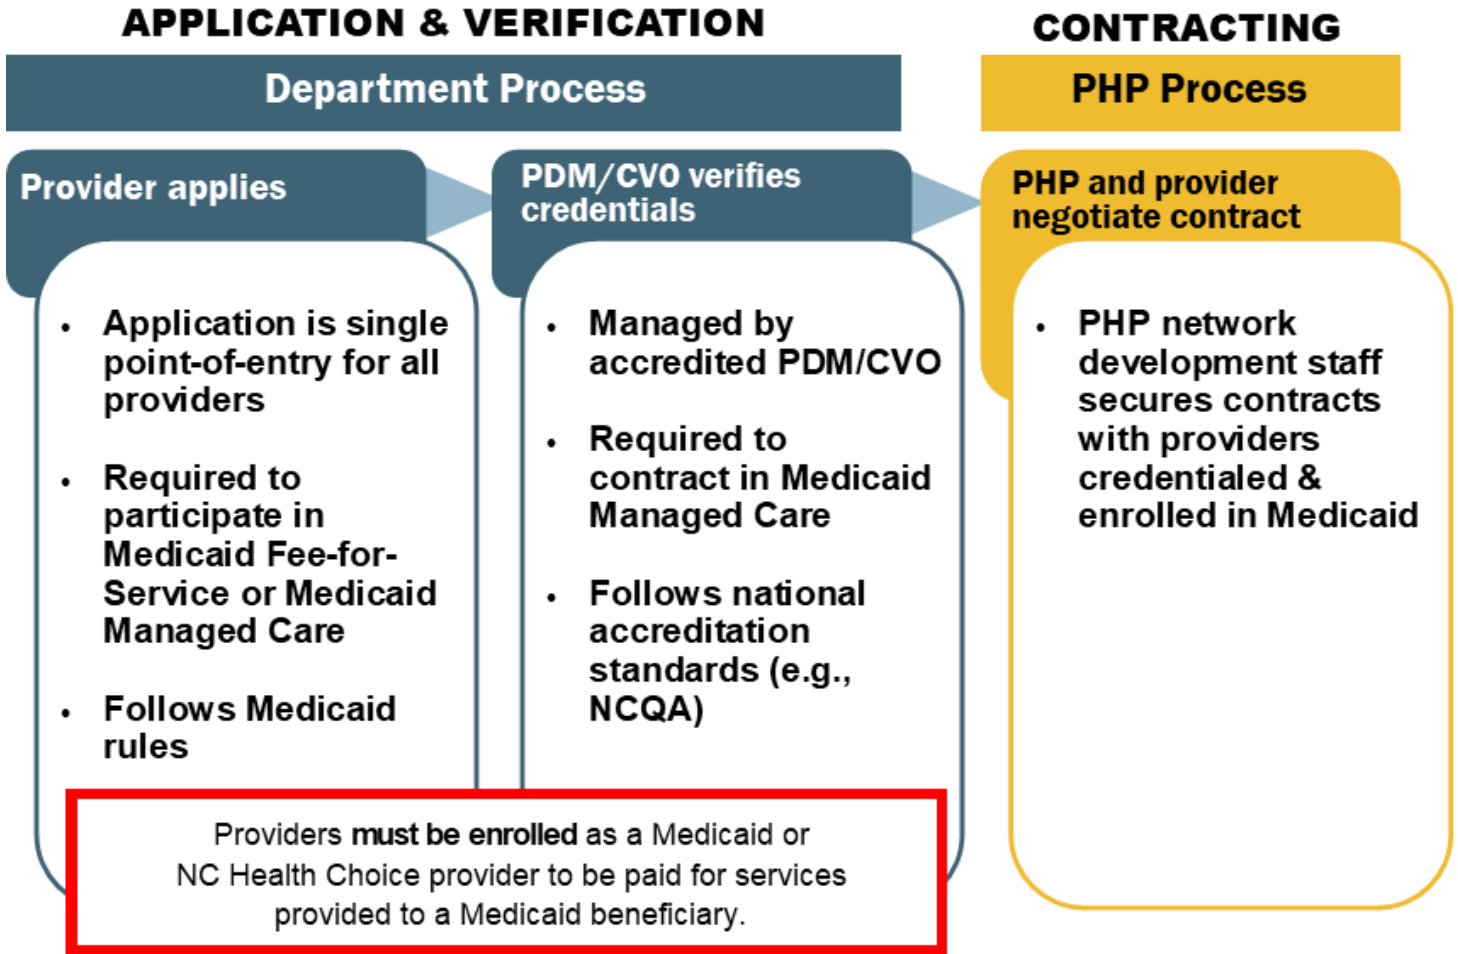 APPLICATION & VERIFICATION
Department Process
Provider applies
• Application is single
point-of-entry for all
providers
• Required to
participate in
Medicaid Fee-for-
Service or Medicaid
Managed Care
• Follows Medicaid
rules
PDM/CVO verifies
credentials
• Managed by
accredited PDM/CVO
• Required to
contract in Medicaid
Managed Care
• Follows national
accreditation
standards (e.g.,
NCQA)
Providers must be enrolled as a Medicaid or
NC Health Choice provider to be paid for services
provided to a Medicaid beneficiary.
CONTRACTING
PHP Process
PHP and provider
negotiate contract
• PHP network
development staff
secures contracts
with providers
credentialed &
enrolled in Medicaid